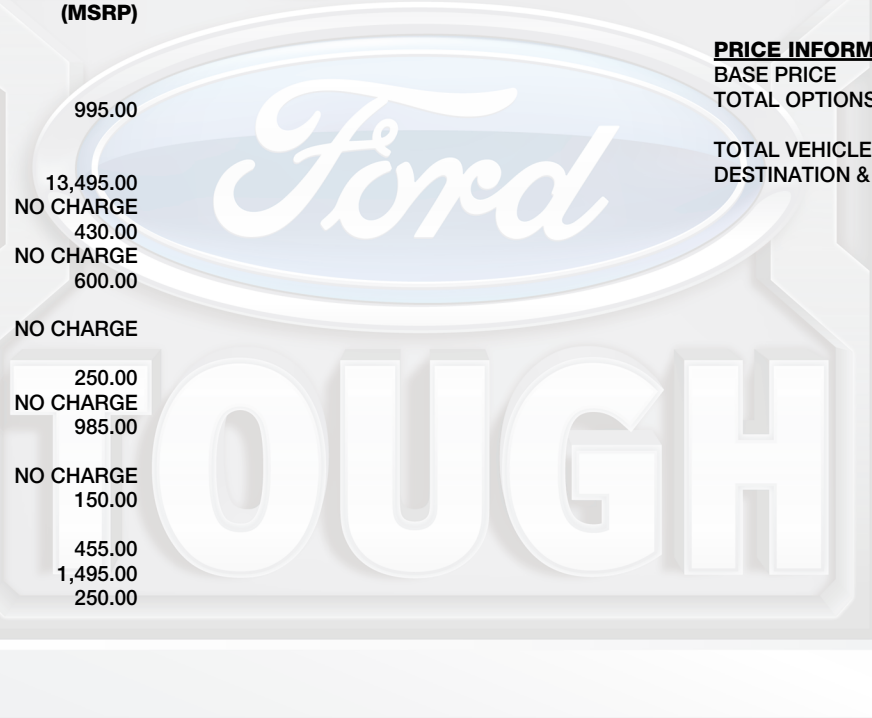 (MSRP)
995.00
13,495.00
NO CHARGE
430.00
NO CHARGE
600.00
NO CHARGE
250.00
NO CHARGE
985.00
NO CHARGE
150.00
455.00
1,495.00
250.00
PRICE INFORM
BASE PRICE
TOTAL OPTIONS
TOTAL VEHICLE
DESTINATION &
Ford
TOUGH